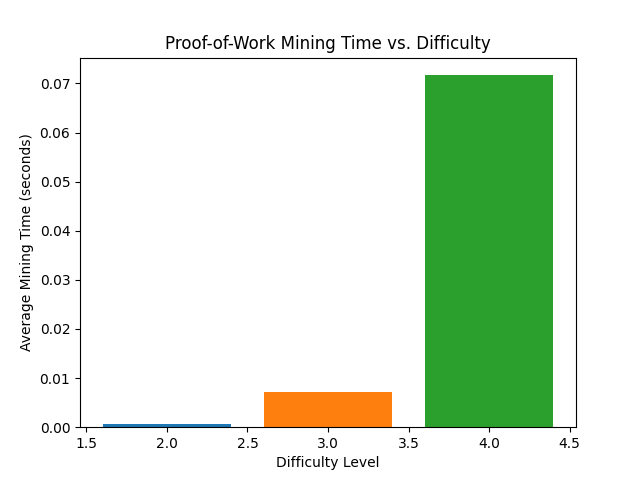 Proof-of-Work Mining Time vs. Difficulty
0.07
0.06
0.05
0.04
0.03
0.02
0.01
0.00
Average Mining Time (seconds)
1.5 2.0 2.5 3.0 3.5 4.0 4.5
Difficulty Level